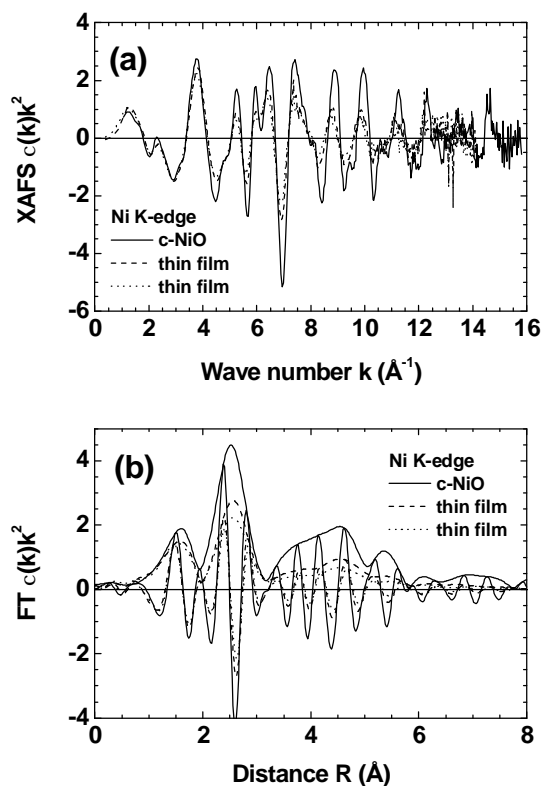 4
2
0
-2
-4
-6
XAFS c(k)k²
(a)
Ni K-edge
c-NiO
thin film
thin film
0 2 4 6 8 10 12 14 16
Wave number k (Å⁻¹)
6
4
2
0
-2
-4
FT c(k)k²
(b)
Ni K-edge
c-NiO
thin film
thin film
0 2 4 6 8
Distance R (Å)